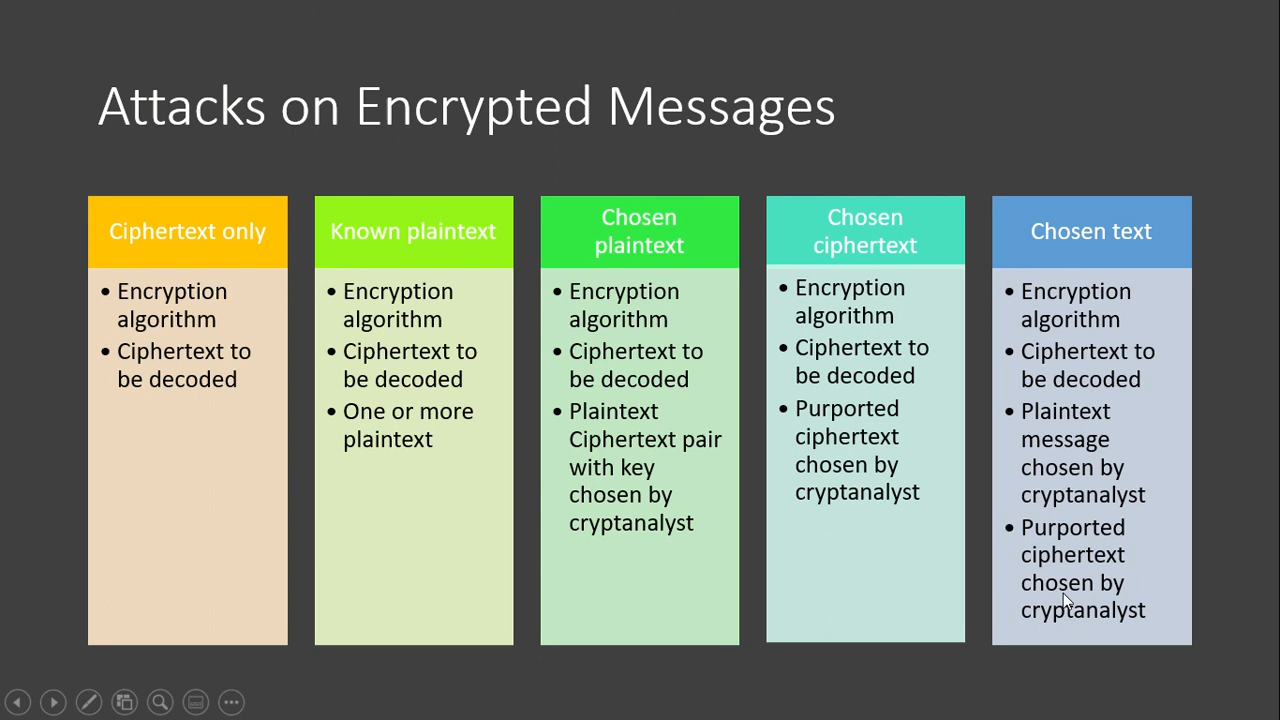 Attacks on Encrypted Messages
Ciphertext only
• Encryption
algorithm
• Ciphertext to
be decoded
Known plaintext
• Encryption
algorithm
• Ciphertext to
be decoded
• One or more
plaintext
Chosen
plaintext
• Encryption
algorithm
• Ciphertext to
be decoded
• Plaintext
Ciphertext pair
with key
chosen by
cryptanalyst
Chosen
ciphertext
• Encryption
algorithm
• Ciphertext to
be decoded
• Purported
ciphertext
chosen by
cryptanalyst
Chosen text
• Encryption
algorithm
• Ciphertext to
be decoded
• Plaintext
message
chosen by
cryptanalyst
• Purported
ciphertext
chosen by
cryptanalyst